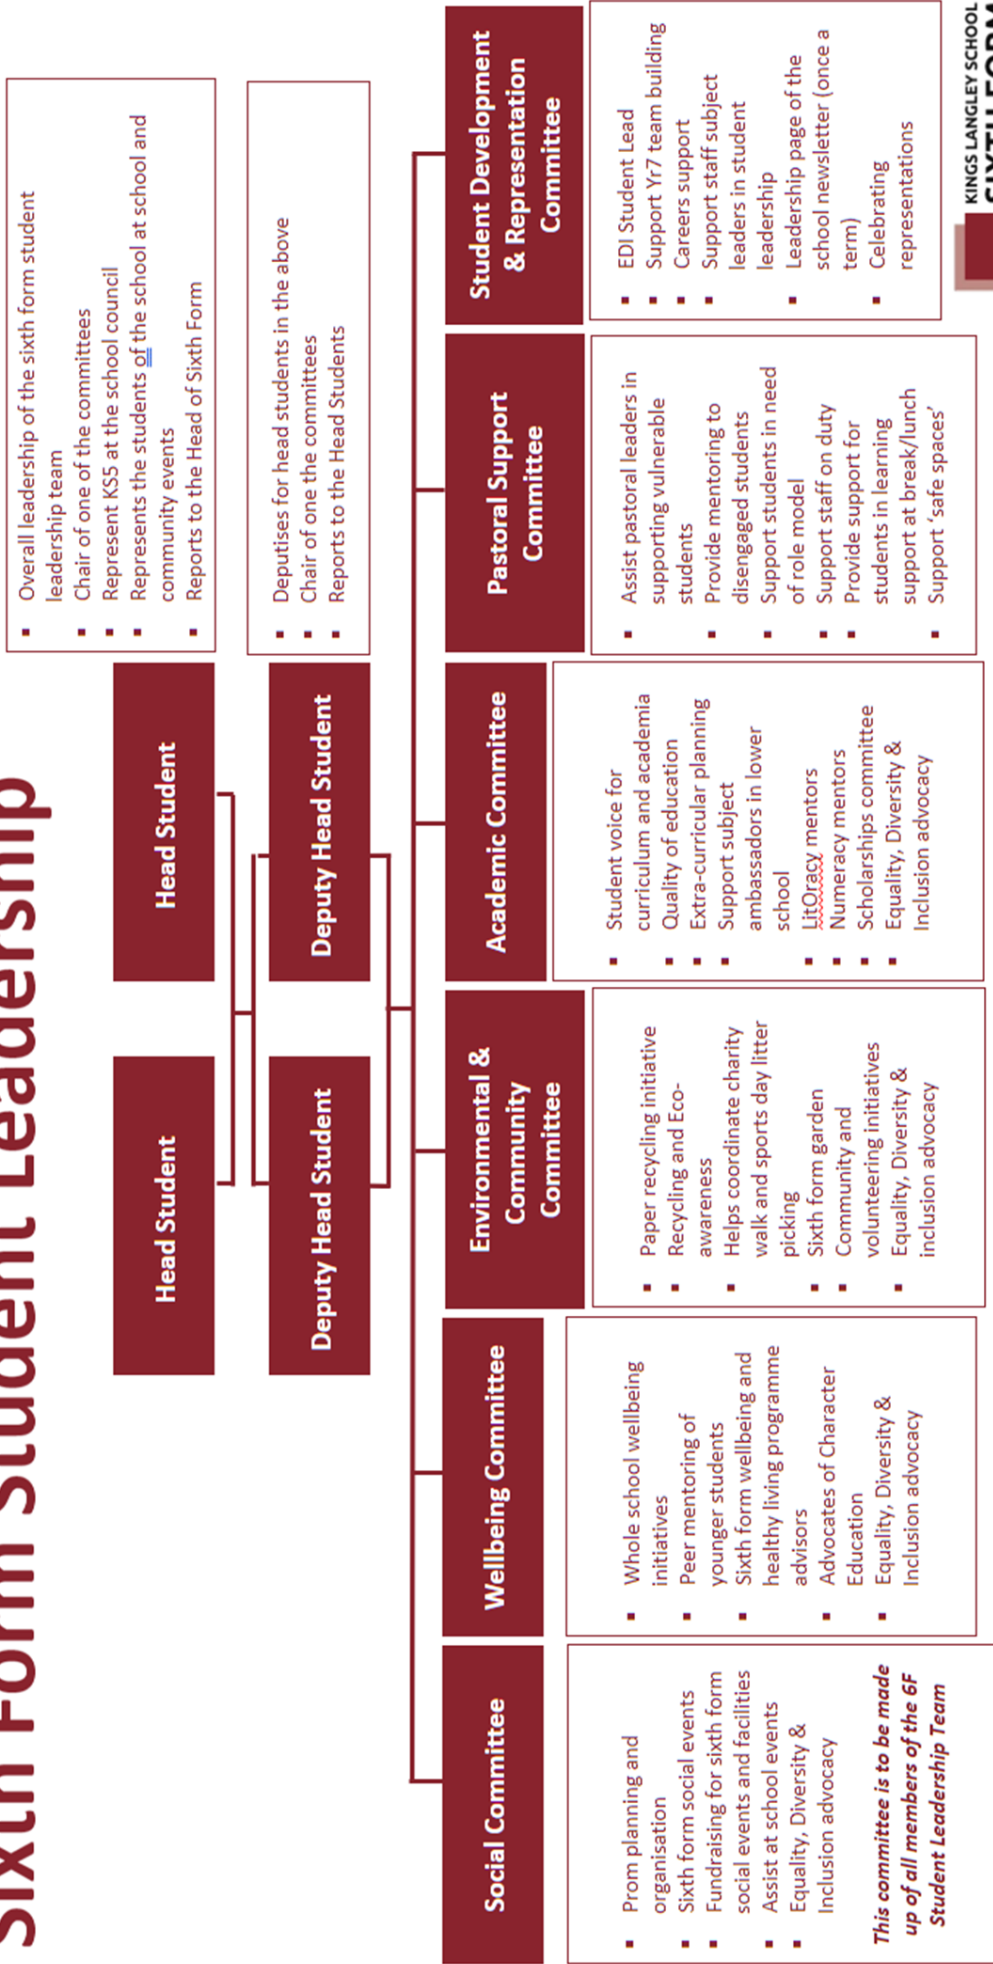 Sixth Form Student Leadership
Head Student
Head Student
▪ Overall leadership of the sixth form student
leadership team
▪ Chair of one of the committees
▪ Represent KS5 at the school council
▪ Represents the students of the school at school and
community events
▪ Reports to the Head of Sixth Form
Deputy Head Student
Deputy Head Student
▪ Deputises for head students in the above
▪ Chair of one the committees
▪ Reports to the Head Students
Social Committee
▪ Prom planning and
organisation
▪ Sixth form social events
▪ Fundraising for sixth form
social events and facilities
▪ Assist at school events
▪ Equality, Diversity &
Inclusion advocacy
This committee is to be made
up of all members of the 6F
Student Leadership Team
Wellbeing Committee
▪ Whole school wellbeing
initiatives
▪ Peer mentoring of
younger students
▪ Sixth form wellbeing and
healthy living programme
advisors
▪ Advocates of Character
Education
▪ Equality, Diversity &
Inclusion advocacy
Environmental &
Community
Committee
▪ Paper recycling initiative
▪ Recycling and Eco-
awareness
▪ Helps coordinate charity
walk and sports day litter
picking
▪ Sixth form garden
▪ Community and
volunteering initiatives
▪ Equality, Diversity &
inclusion advocacy
Academic Committee
▪ Student voice for
curriculum and academia
▪ Quality of education
▪ Extra-curricular planning
▪ Support subject
ambassadors in lower
school
▪ LitOracy mentors
▪ Numeracy mentors
▪ Scholarships committee
▪ Equality, Diversity &
Inclusion advocacy
Pastoral Support
Committee
▪ Assist pastoral leaders in
supporting vulnerable
students
▪ Provide mentoring to
disengaged students
▪ Support students in need
of role model
▪ Support staff on duty
▪ Provide support for
students in learning
support at break/lunch
▪ Support ‘safe spaces’
Student Development
& Representation
Committee
▪ EDI Student Lead
▪ Support Yr7 team building
▪ Careers support
▪ Support staff subject
leaders in student
leadership
▪ Leadership page of the
school newsletter (once a
term)
▪ Celebrating
representations
KINGS LANGLEY SCHOOL
SIXTH FORM